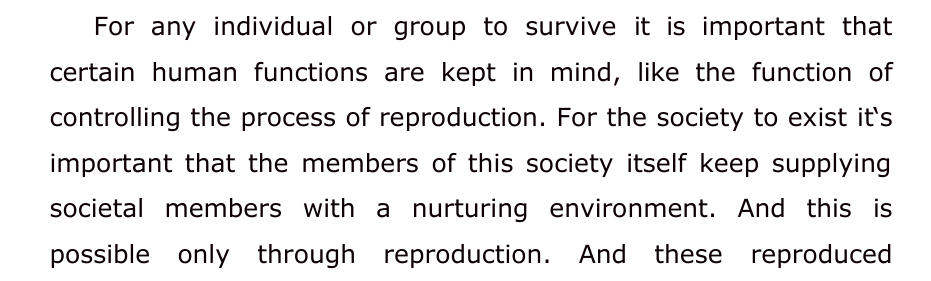 For any individual or group to survive it is important that
certain human functions are kept in mind, like the function of
controlling the process of reproduction. For the society to exist it‛s
important that the members of this society itself keep supplying
societal members with a nurturing environment. And this is
possible only through reproduction. And these reproduced